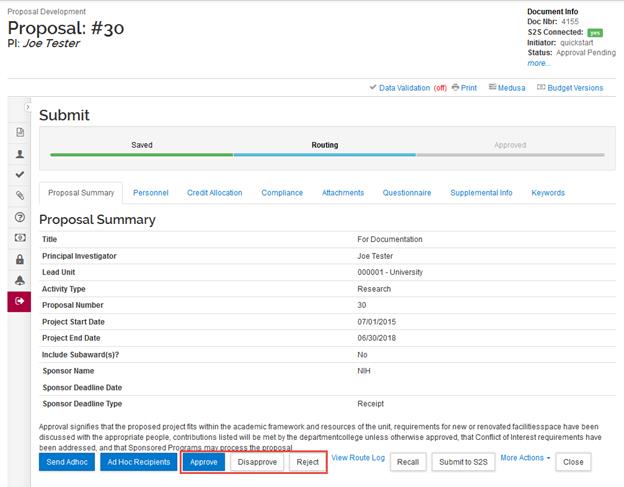 Proposal Development
Proposal: #30
PI: Joe Tester
Document Info
Doc Nbr: 4155
S2S Connected: yes
Initiator: quickstart
Status: Approval Pending
more...
Data Validation (off) Print Medusa Budget Versions
Submit
Saved Routing Approved
Proposal Summary Personnel Credit Allocation Compliance Attachments Questionnaire Supplemental Info Keywords
Proposal Summary
Title For Documentation
Principal Investigator Joe Tester
Lead Unit 000001 - University
Activity Type Research
Proposal Number 30
Project Start Date 07/01/2015
Project End Date 06/30/2018
Include Subaward(s)? No
Sponsor Name NIH
Sponsor Deadline Date
Sponsor Deadline Type Receipt
Approval signifies that the proposed project fits within the academic framework and resources of the unit, requirements for new or renovated facilitiesspace have been
discussed with the appropriate people, contributions listed will be met by the departmentcollege unless otherwise approved, that Conflict of Interest requirements have
been addressed, and that Sponsored Programs may process the proposal
Send Adhoc Ad Hoc Recipients Approve Disapprove Reject View Route Log Recall Submit to S2S More Actions Close